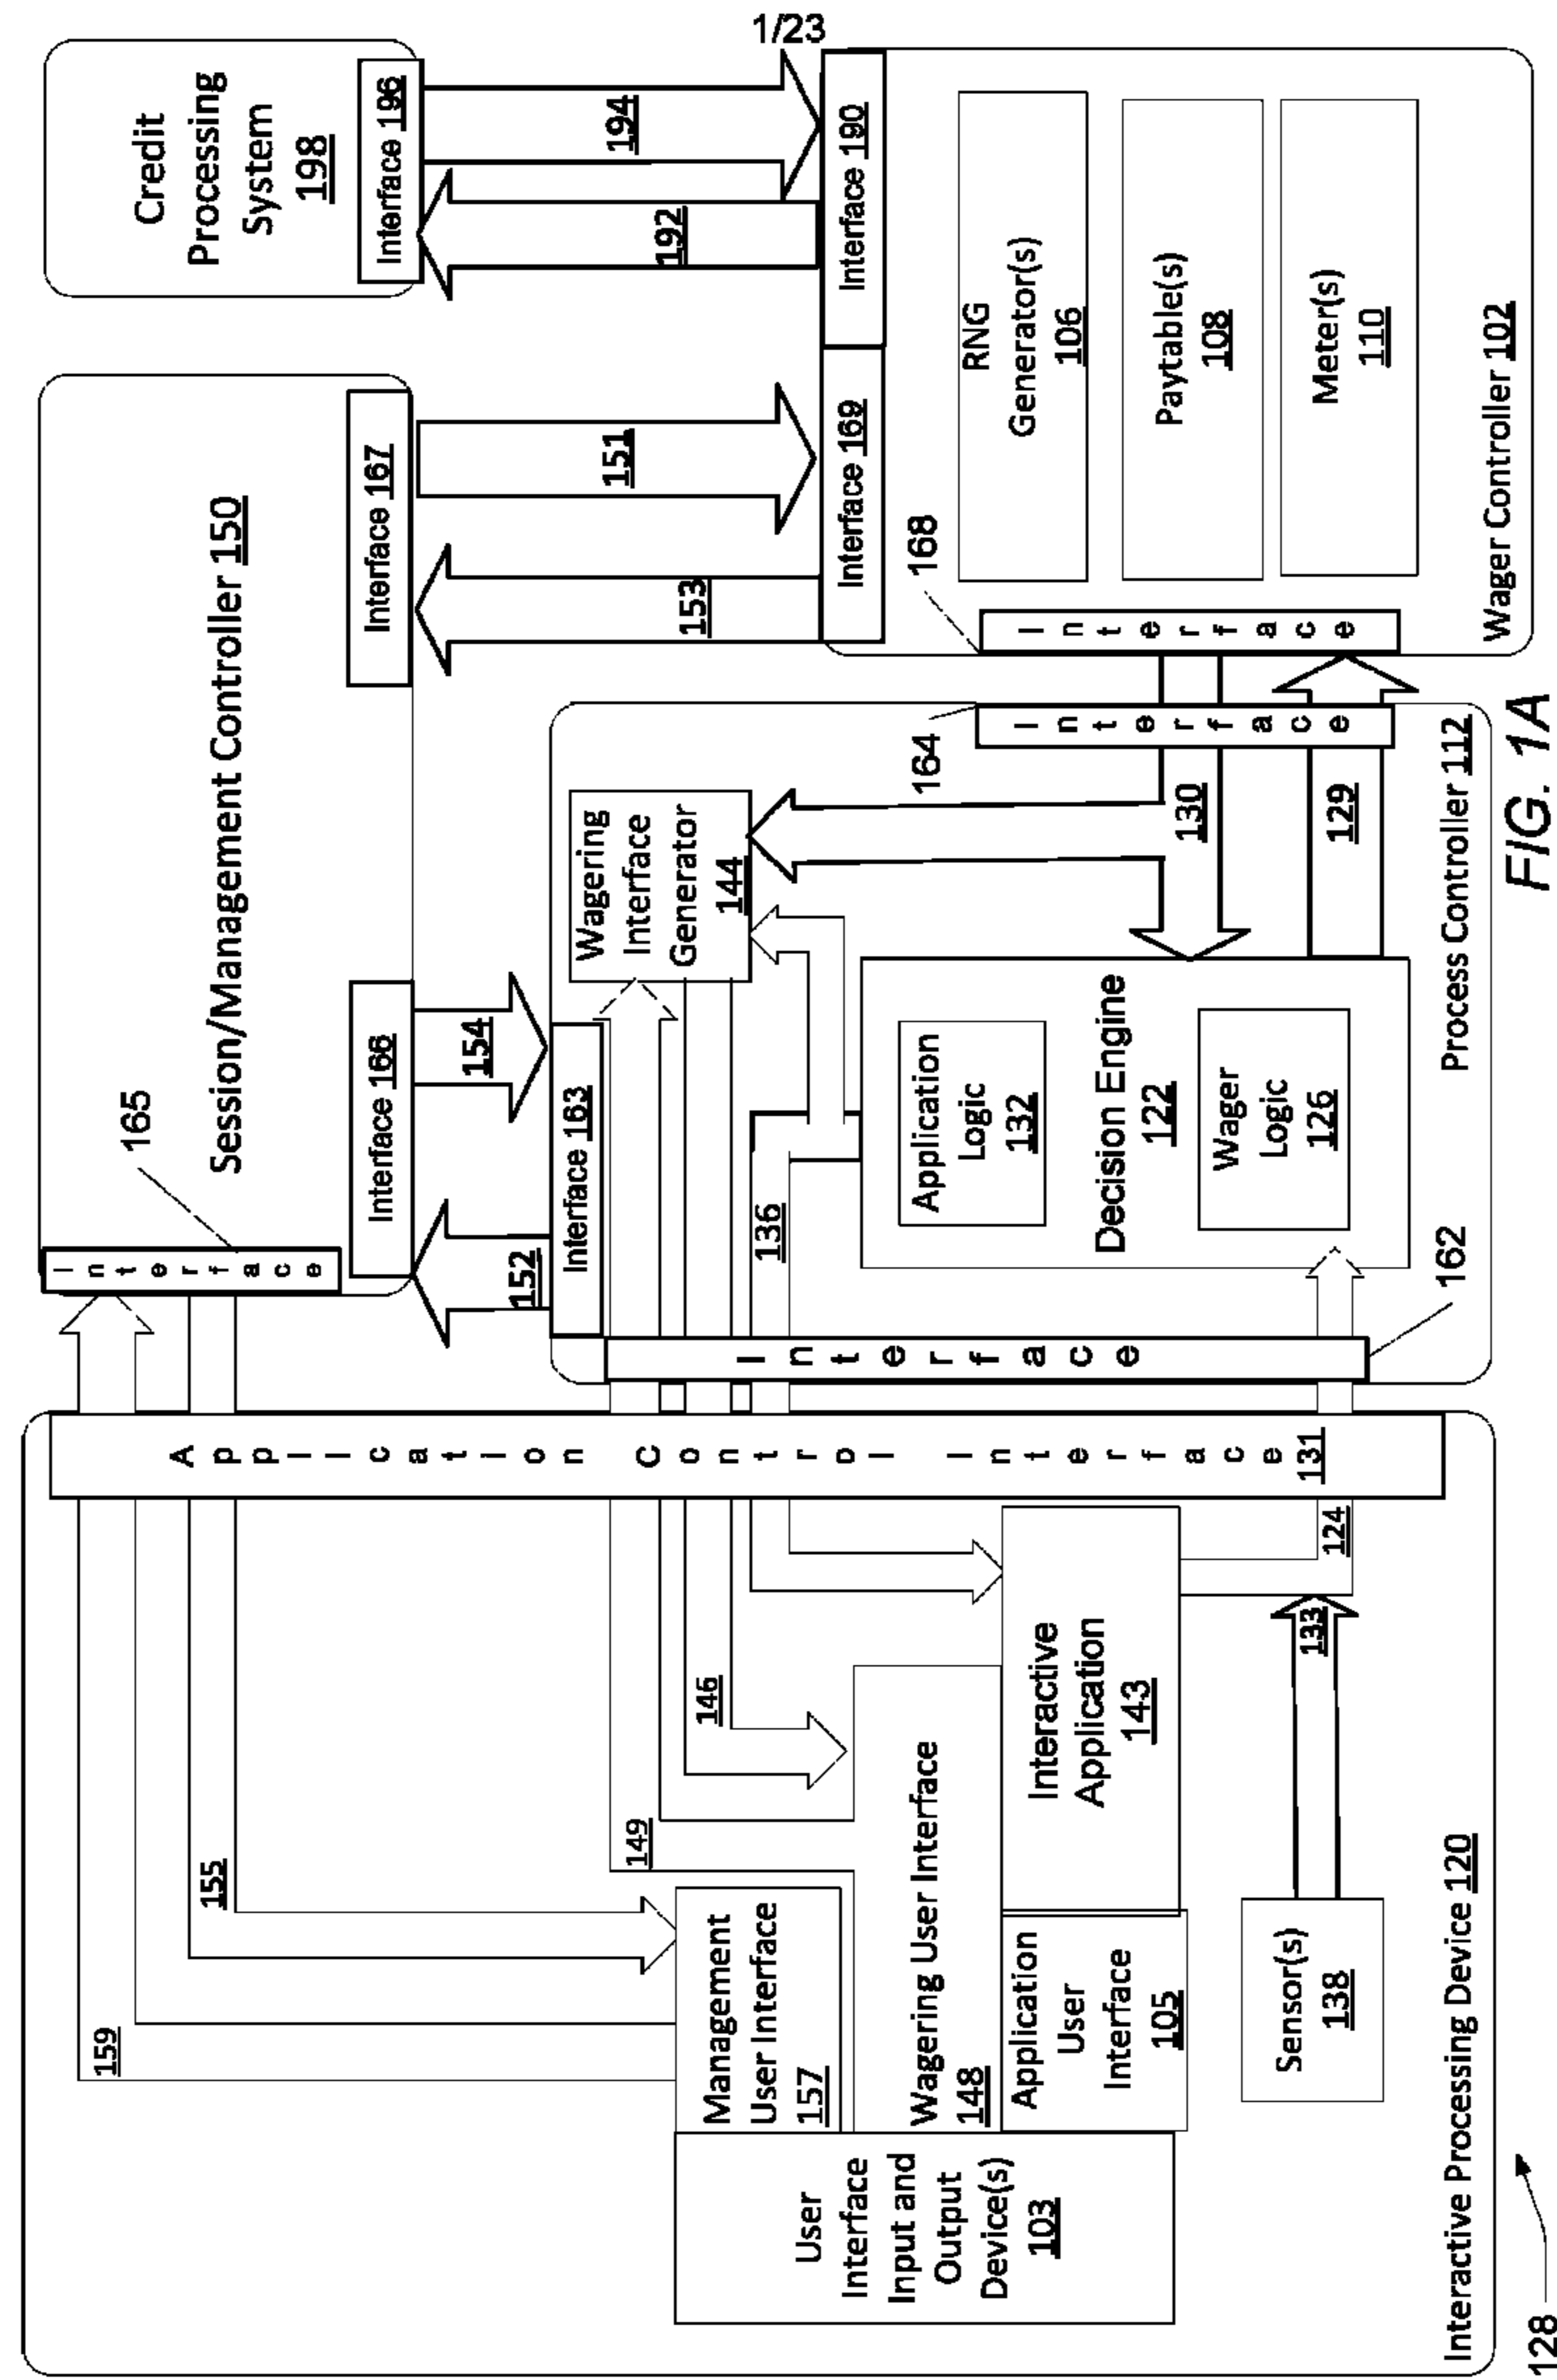 1/23
Credit
Processing
System
198
Interface 196
194
192
Interface 190
Session/Management Controller 150
Interface 167
151
153
Interface 169
165
Interface
Interface 166
154
152
Interface 163
168
Interface
RNG
Generator(s)
106
Paytable(s)
108
Meter(s)
110
Wager Controller 102
164
Interface
Wagering
Interface
Generator
144
130
129
136
Application
Logic
132
Decision Engine
122
Wager
Logic
126
Interface
162
Process Controller 112
Application Control Interface 131
159
155
149
146
Management
User Interface
157
Wagering User Interface
148
Interactive
Application
143
Application
User
Interface
105
User
Interface
Input and
Output
Device(s)
103
124
133
Sensor(s)
138
Interactive Processing Device 120
128
FIG. 1A